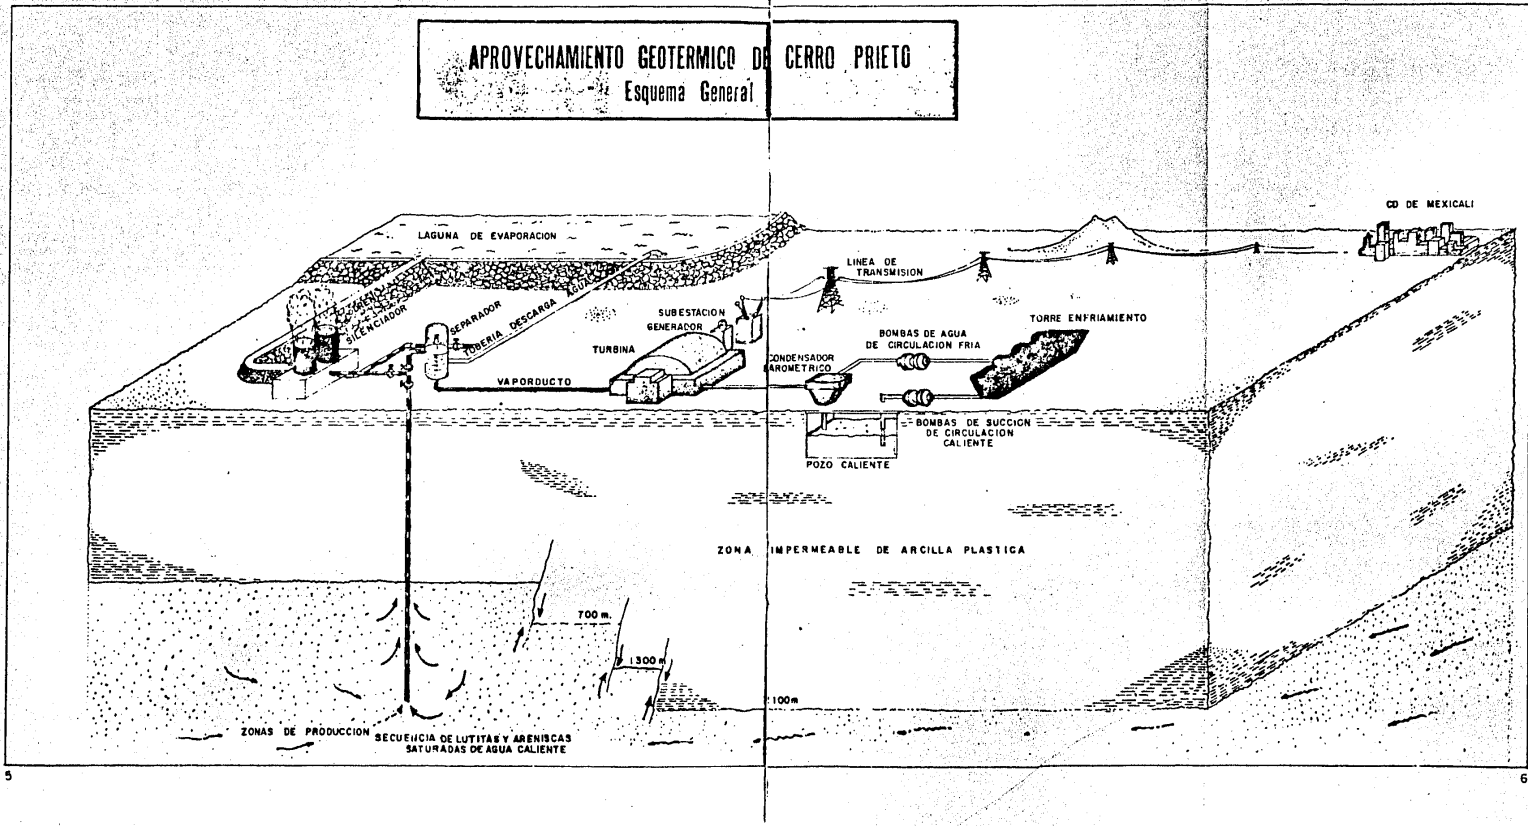 APROVECHAMIENTO GEOTERMICO DE CERRO PRIETO
Esquema General
CD DE MEXICALI
LAGUNA DE EVAPORACION
LINEA DE
TRANSMISION
SILENCIADOR
SEPARADOR
TUBERIA DESCARGA AGUA
SUBESTACION
GENERADOR
TURBINA
VAPORDUCTO
CONDENSADOR
BAROMETRICO
BOMBAS DE AGUA
DE CIRCULACION FRIA
TORRE ENFRIAMIENTO
BOMBAS DE SUCCION
DE CIRCULACION
CALIENTE
POZO CALIENTE
ZONA IMPERMEABLE DE ARCILLA PLASTICA
700 m.
1300 m
100m
ZONAS DE PRODUCCION
SECUENCIA DE LUTITAS Y ARENISCAS
SATURADAS DE AGUA CALIENTE
5
6